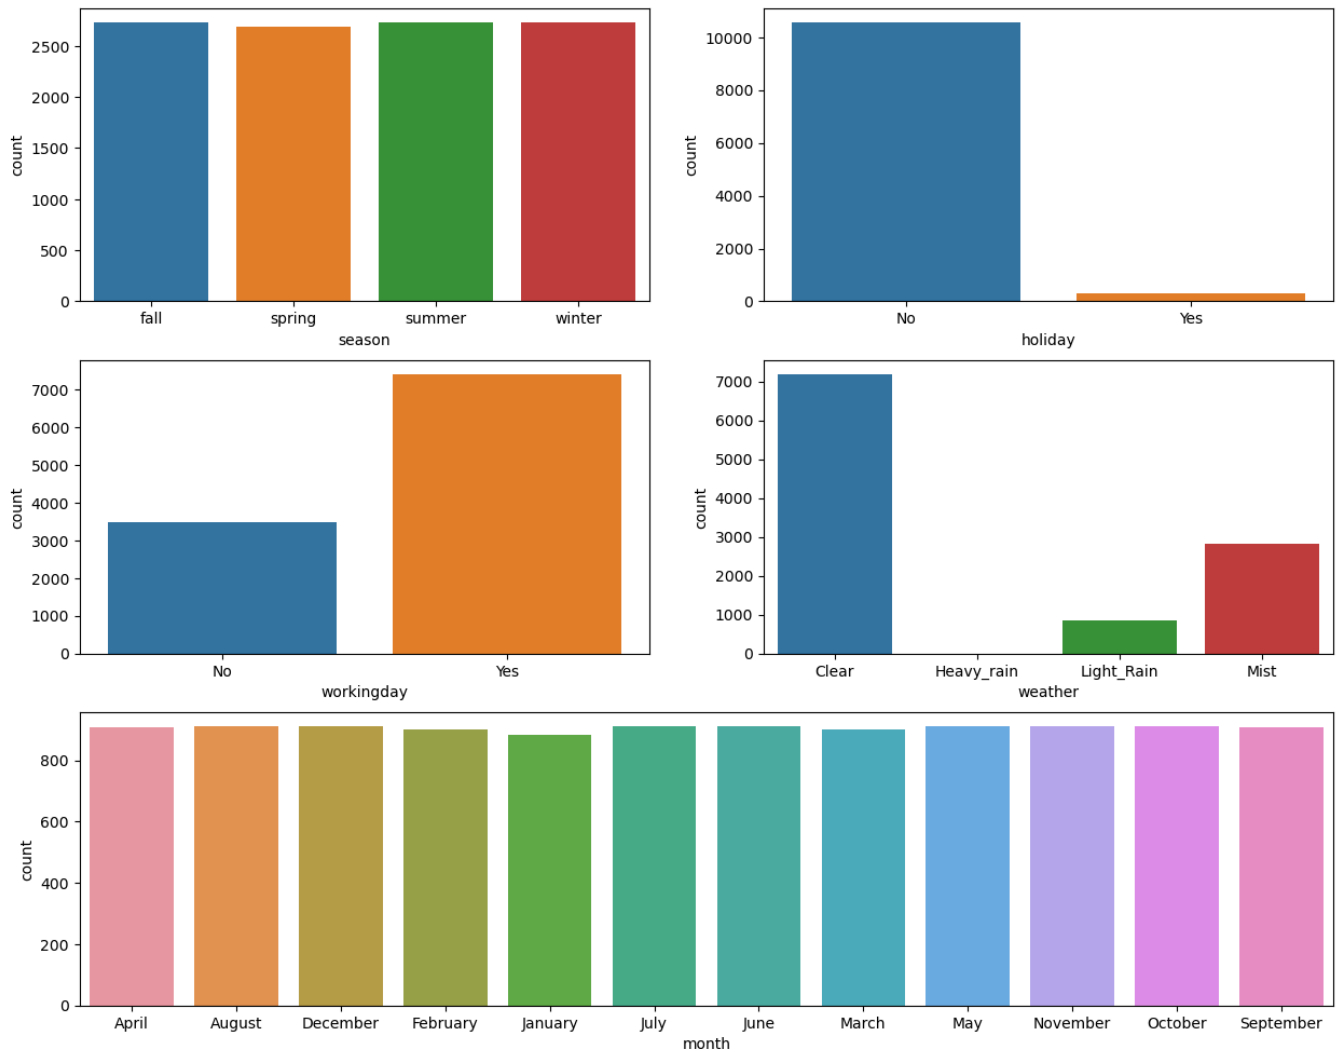 2500
2000
1500
1000
500
0
count
fall spring summer winter
season
10000
8000
6000
4000
2000
0
count
No Yes
holiday
7000
6000
5000
4000
3000
2000
1000
0
count
No Yes
workingday
7000
6000
5000
4000
3000
2000
1000
0
count
Clear Heavy_rain Light_Rain Mist
weather
800
600
400
200
0
count
April August December February January July June March May November October September
month